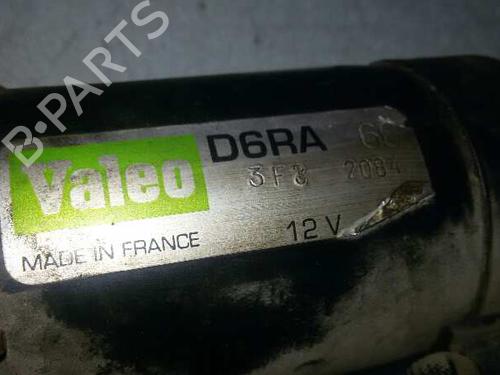 B-PARTS
Valeo
D6RA
3F3 2084
MADE IN FRANCE
12 V